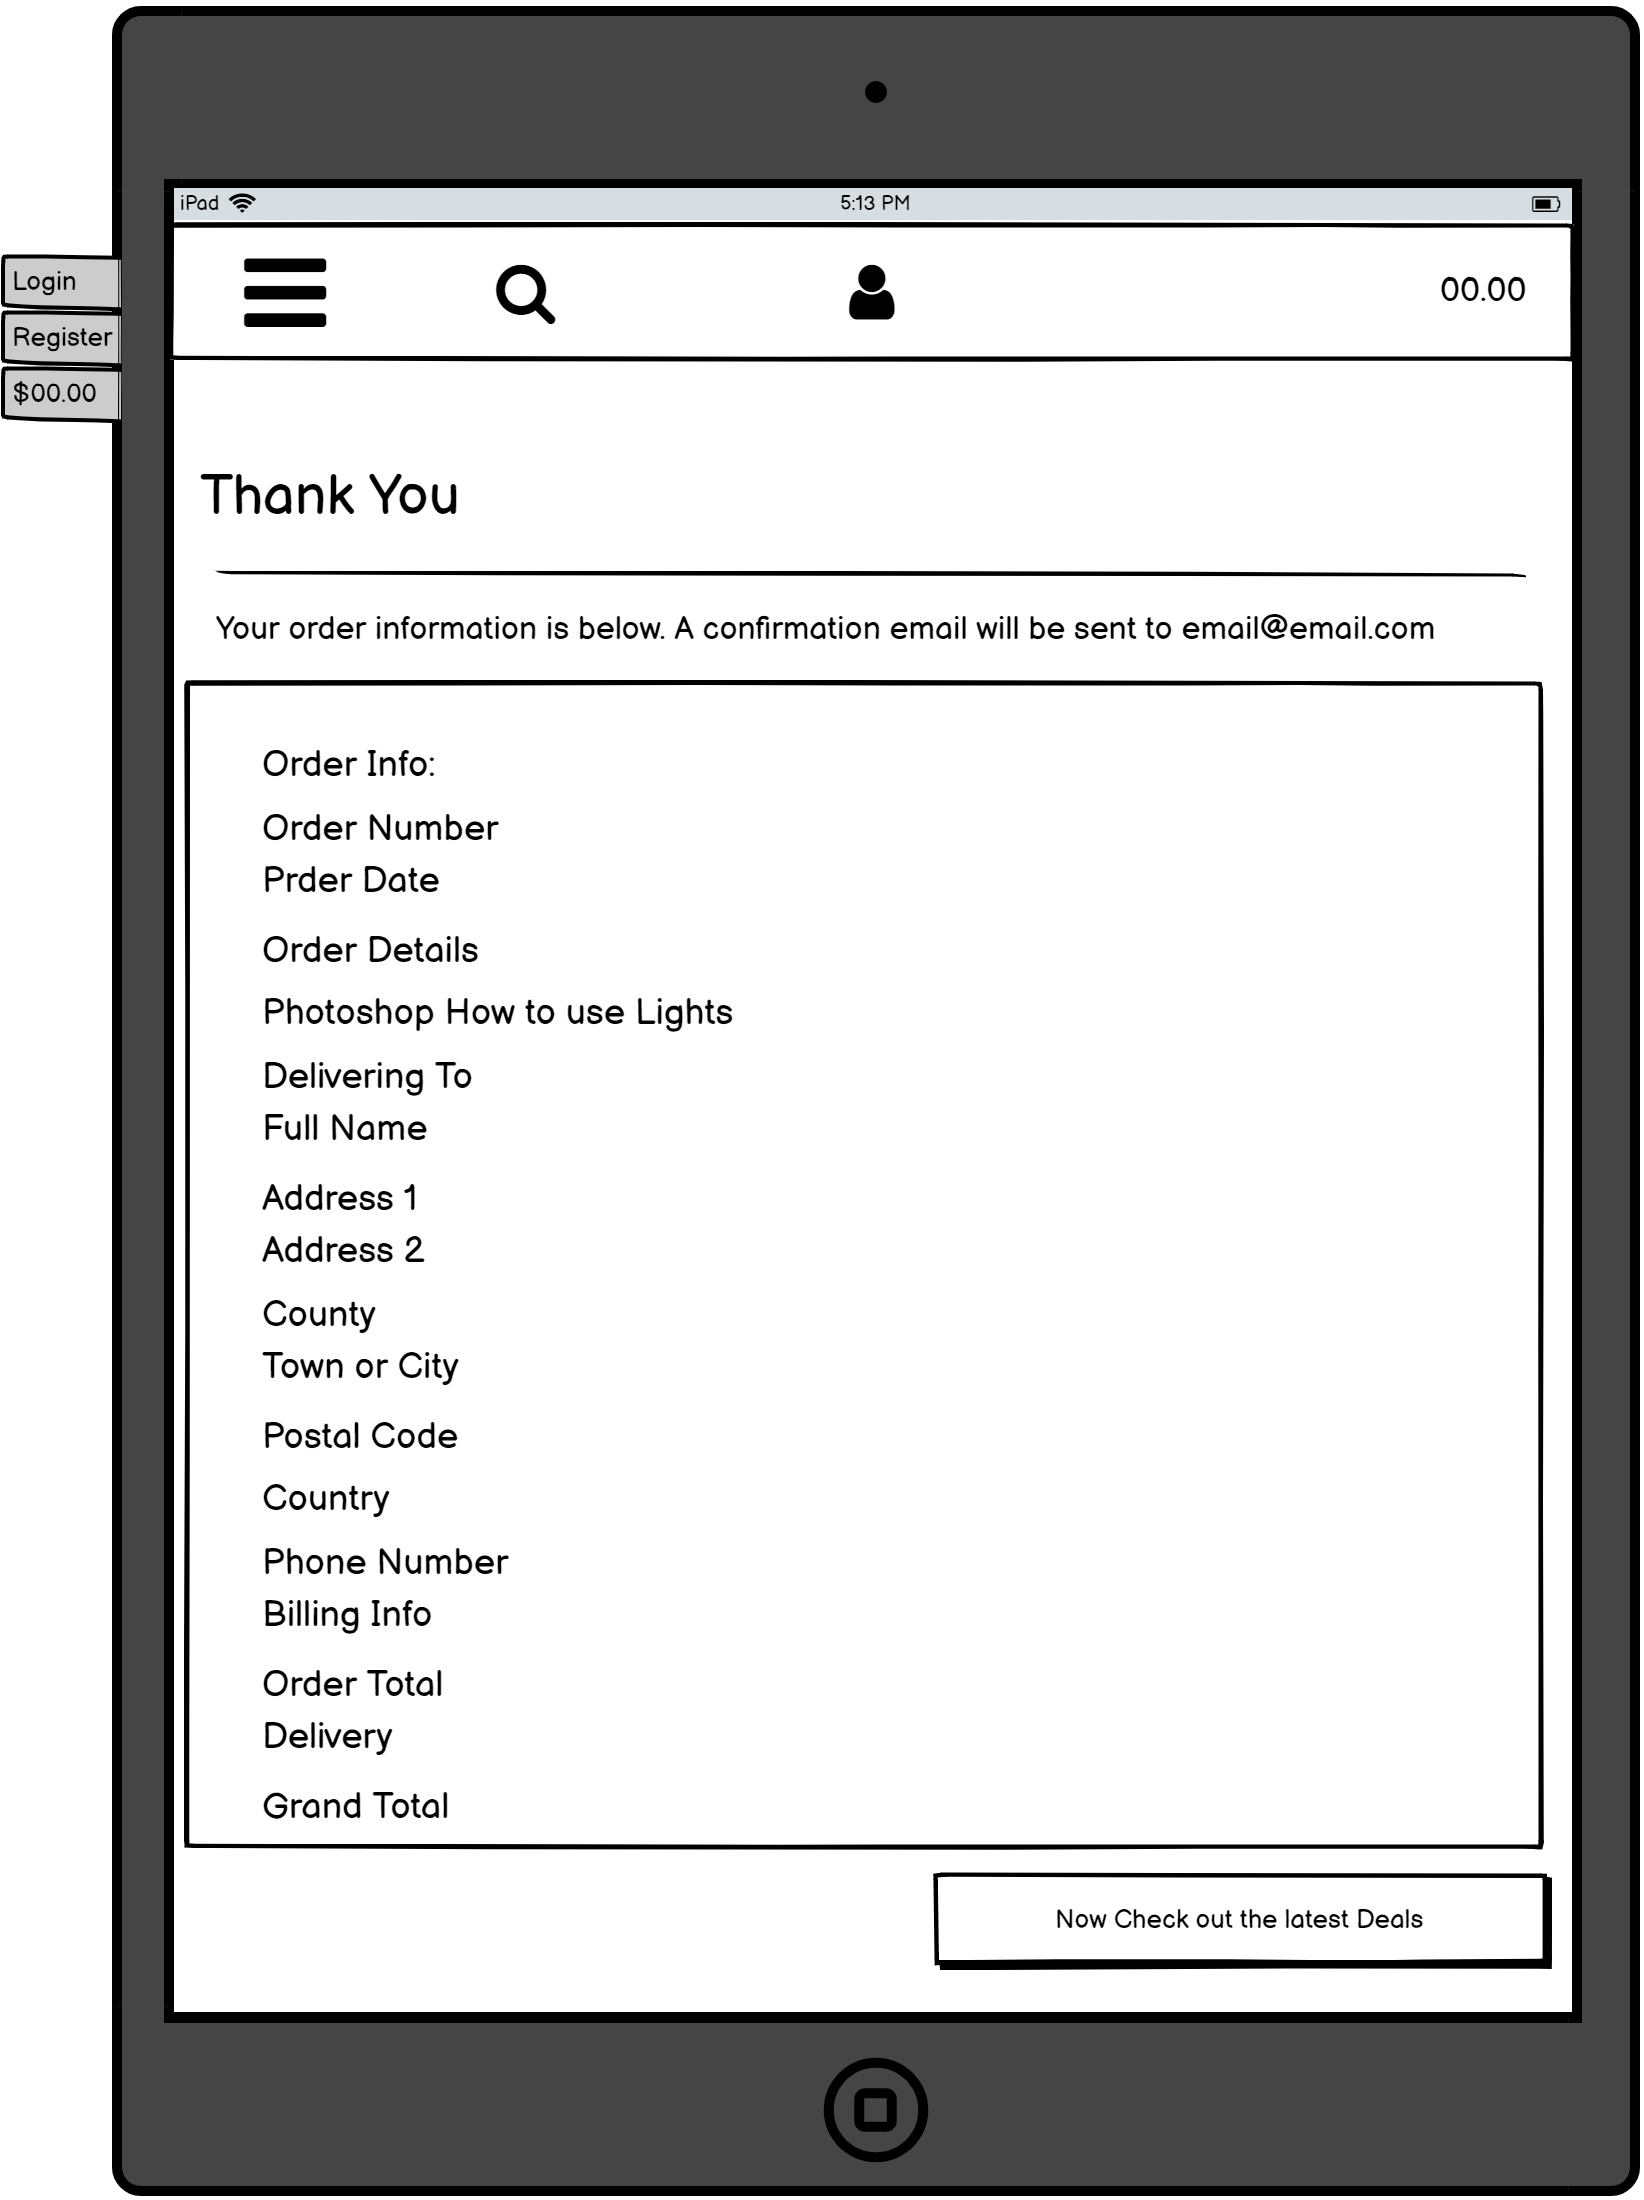 iPad
5:13 PM
Login
Register
$00.00
00.00
Thank You
Your order information is below. A confirmation email will be sent to email@email.com
Order Info:
Order Number
Prder Date
Order Details
Photoshop How to use Lights
Delivering To
Full Name
Address 1
Address 2
County
Town or City
Postal Code
Country
Phone Number
Billing Info
Order Total
Delivery
Grand Total
Now Check out the latest Deals